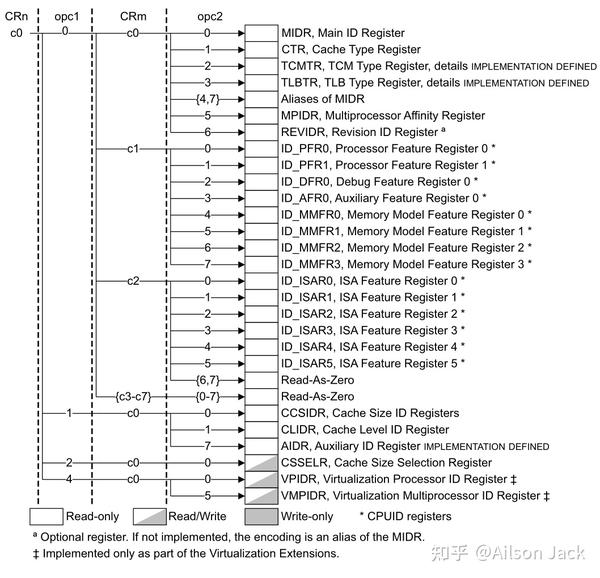 CRn opc1 CRm opc2
c0 0 c0 0 MIDR, Main ID Register
1 CTR, Cache Type Register
2 TCMTR, TCM Type Register, details IMPLEMENTATION DEFINED
3 TLBTR, TLB Type Register, details IMPLEMENTATION DEFINED
{4,7} Aliases of MIDR
5 MPIDR, Multiprocessor Affinity Register
6 REVIDR, Revision ID Register ª
c1 0 ID_PFR0, Processor Feature Register 0 *
1 ID_PFR1, Processor Feature Register 1 *
2 ID_DFR0, Debug Feature Register 0 *
3 ID_AFR0, Auxiliary Feature Register 0 *
4 ID_MMFR0, Memory Model Feature Register 0 *
5 ID_MMFR1, Memory Model Feature Register 1 *
6 ID_MMFR2, Memory Model Feature Register 2 *
7 ID_MMFR3, Memory Model Feature Register 3 *
c2 0 ID_ISAR0, ISA Feature Register 0 *
1 ID_ISAR1, ISA Feature Register 1 *
2 ID_ISAR2, ISA Feature Register 2 *
3 ID_ISAR3, ISA Feature Register 3 *
4 ID_ISAR4, ISA Feature Register 4 *
5 ID_ISAR5, ISA Feature Register 5 *
{6,7} Read-As-Zero
{c3-c7} {0-7} Read-As-Zero
1 c0 0 CCSIDR, Cache Size ID Registers
1 CLIDR, Cache Level ID Register
7 AIDR, Auxiliary ID Register IMPLEMENTATION DEFINED
2 c0 0 CSSELR, Cache Size Selection Register
4 c0 0 VPIDR, Virtualization Processor ID Register ‡
5 VMPIDR, Virtualization Multiprocessor ID Register ‡
Read-only Read/Write Write-only * CPUID registers
ª Optional register. If not implemented, the encoding is an alias of the MIDR.
‡ Implemented only as part of the Virtualization Extensions.
知乎 @Ailson Jack